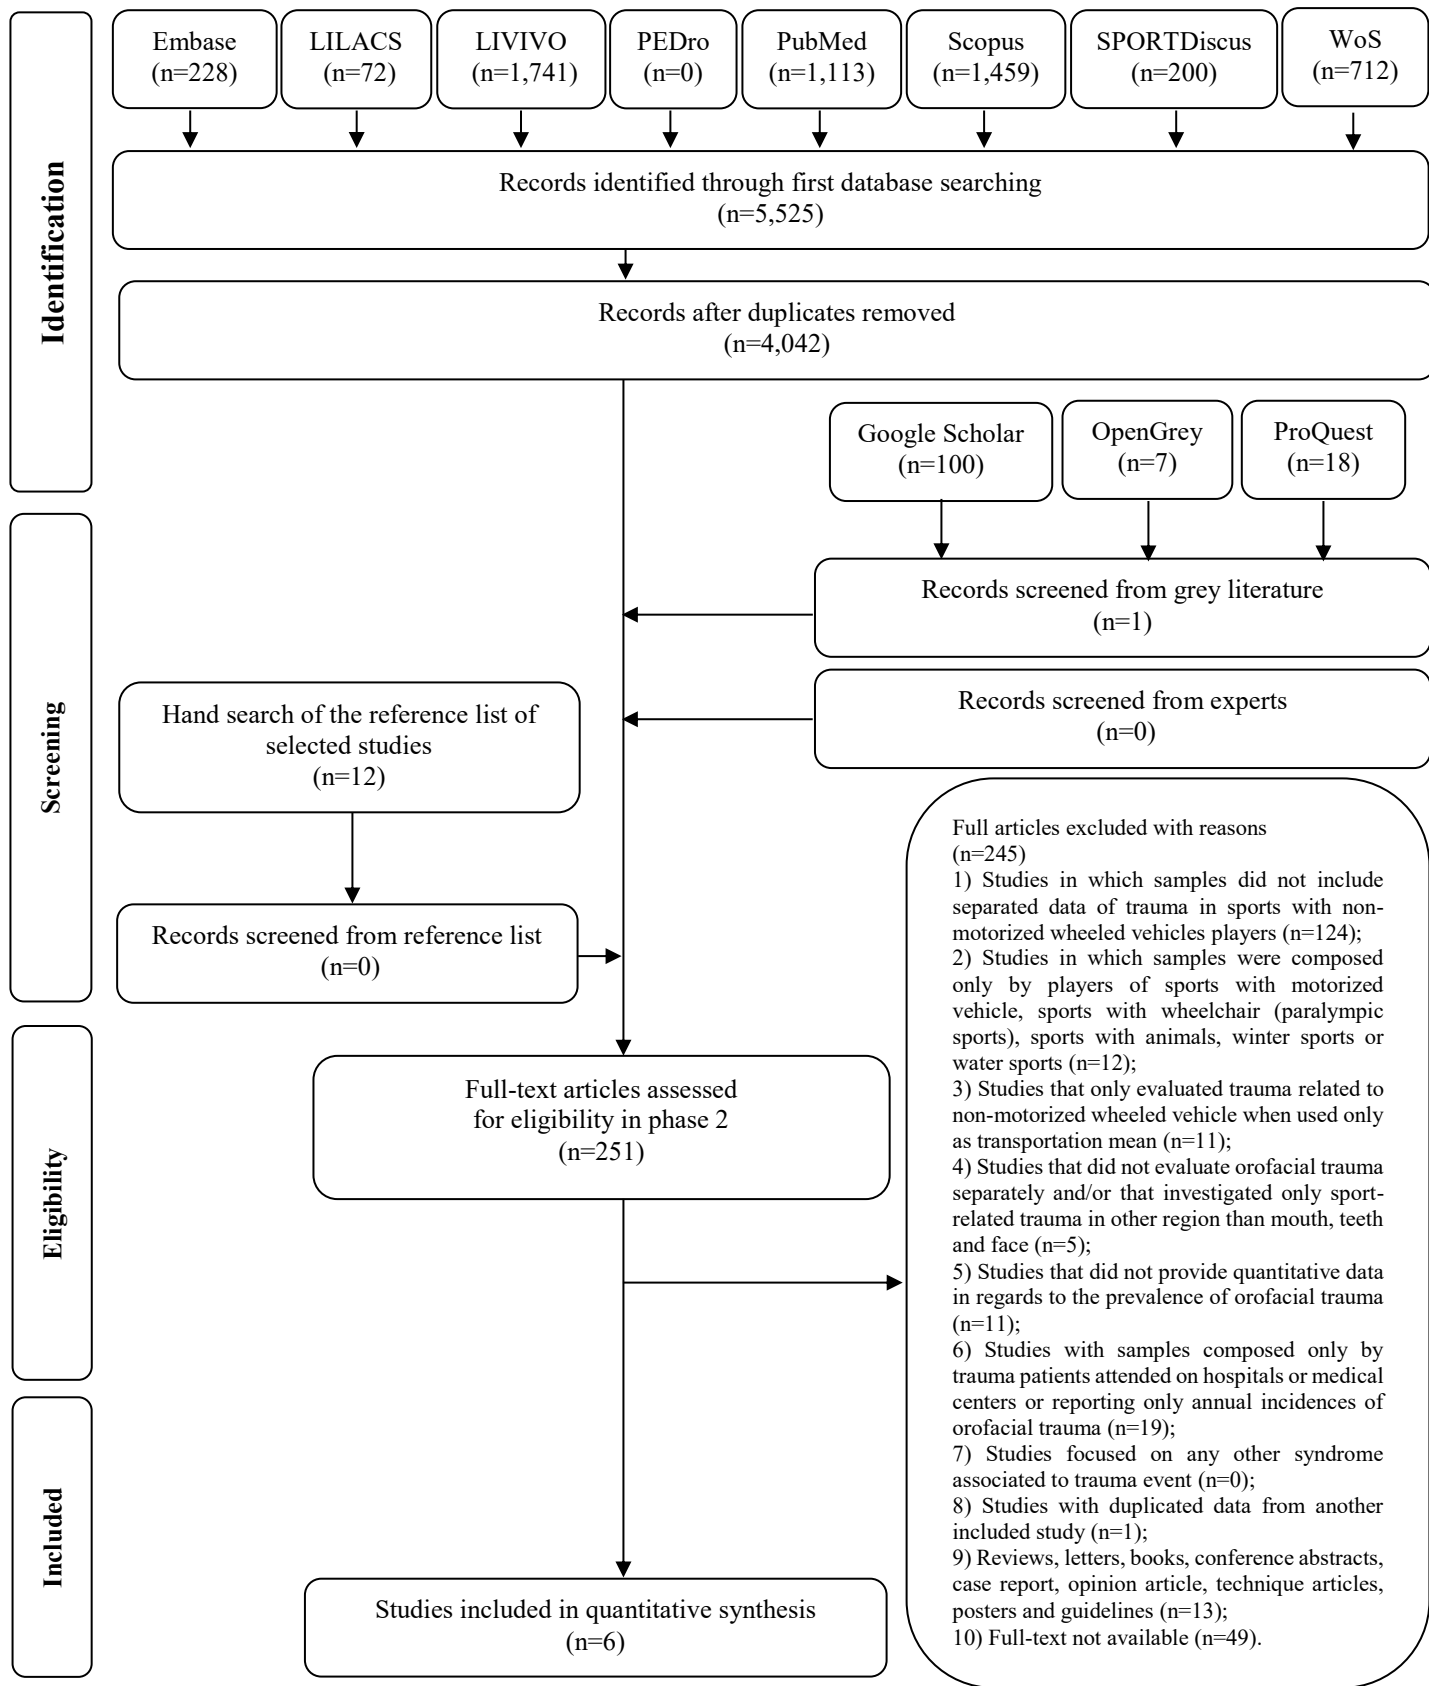 Embase
(n=228)
LILACS
(n=72)
LIVIVO
(n=1,741)
PEDro
(n=0)
PubMed
(n=1,113)
Scopus
(n=1,459)
SPORTDiscus
(n=200)
WoS
(n=712)
Identification
Records identified through first database searching
(n=5,525)
Records after duplicates removed
(n=4,042)
Google Scholar
(n=100)
OpenGrey
(n=7)
ProQuest
(n=18)
Screening
Records screened from grey literature
(n=1)
Records screened from experts
(n=0)
Hand search of the reference list of
selected studies
(n=12)
Records screened from reference list
(n=0)
Eligibility
Full-text articles assessed
for eligibility in phase 2
(n=251)
Full articles excluded with reasons
(n=245)
1) Studies in which samples did not include
separated data of trauma in sports with non-
motorized wheeled vehicles players (n=124);
2) Studies in which samples were composed
only by players of sports with motorized
vehicle, sports with wheelchair (paralympic
sports), sports with animals, winter sports or
water sports (n=12);
3) Studies that only evaluated trauma related to
non-motorized wheeled vehicle when used only
as transportation mean (n=11);
4) Studies that did not evaluate orofacial trauma
separately and/or that investigated only sport-
related trauma in other region than mouth, teeth
and face (n=5);
5) Studies that did not provide quantitative data
in regards to the prevalence of orofacial trauma
(n=11);
6) Studies with samples composed only by
trauma patients attended on hospitals or medical
centers or reporting only annual incidences of
orofacial trauma (n=19);
7) Studies focused on any other syndrome
associated to trauma event (n=0);
8) Studies with duplicated data from another
included study (n=1);
9) Reviews, letters, books, conference abstracts,
case report, opinion article, technique articles,
posters and guidelines (n=13);
10) Full-text not available (n=49).
Included
Studies included in quantitative synthesis
(n=6)